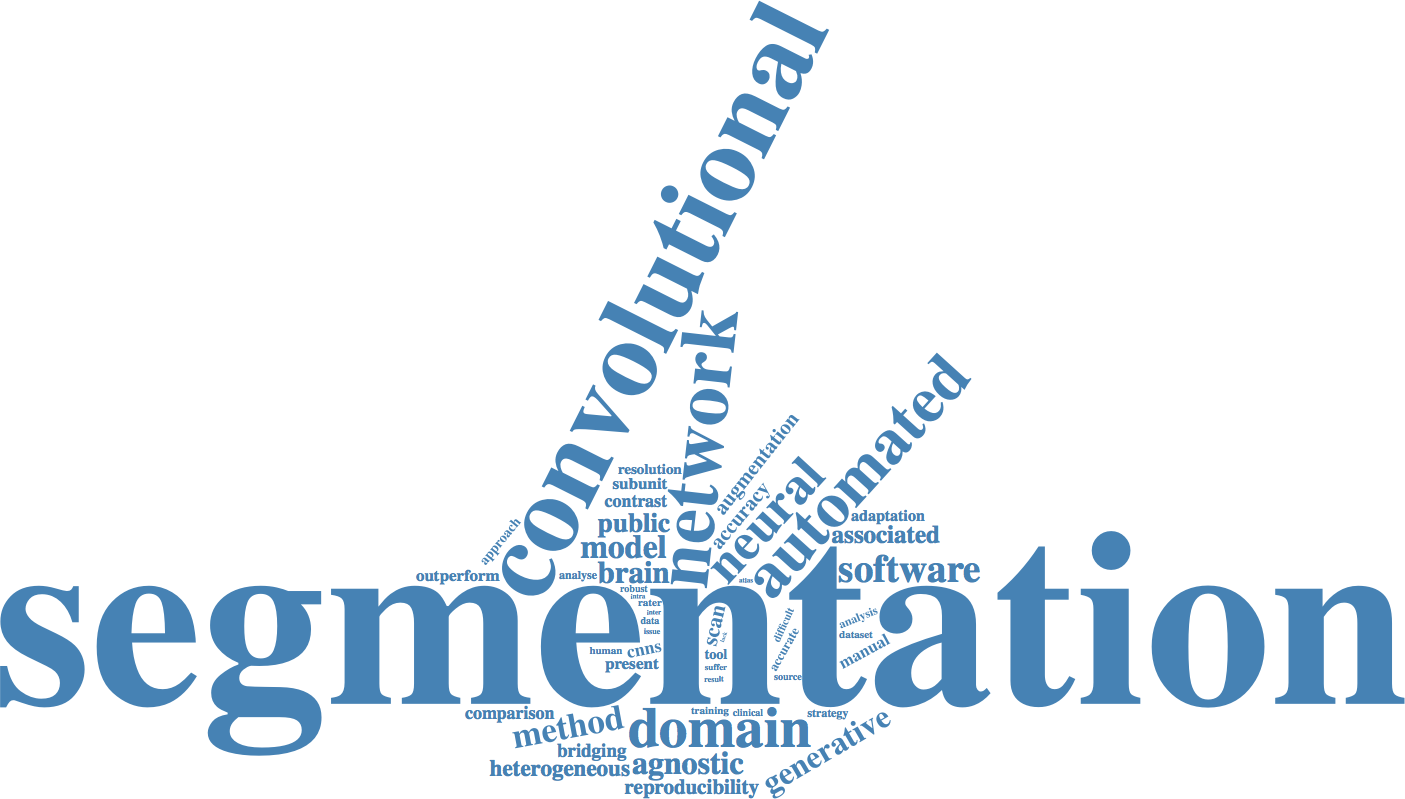 convolutional
network
augmentation
automated
neural
accuracy
resolution
subunit
contrast
public
model
brain
approach
outperform
analyse
adaptation
associated
software
segmentation
atlas
robust
intra
rater
inter
data
issue
human
cnns
present
scan
tool
suffer
result
difficult
accurate
source
analysis
dataset
manual
comparison
training
clinical
strategy
method
domain
generative
bridging
heterogeneous
agnostic
reproducibility